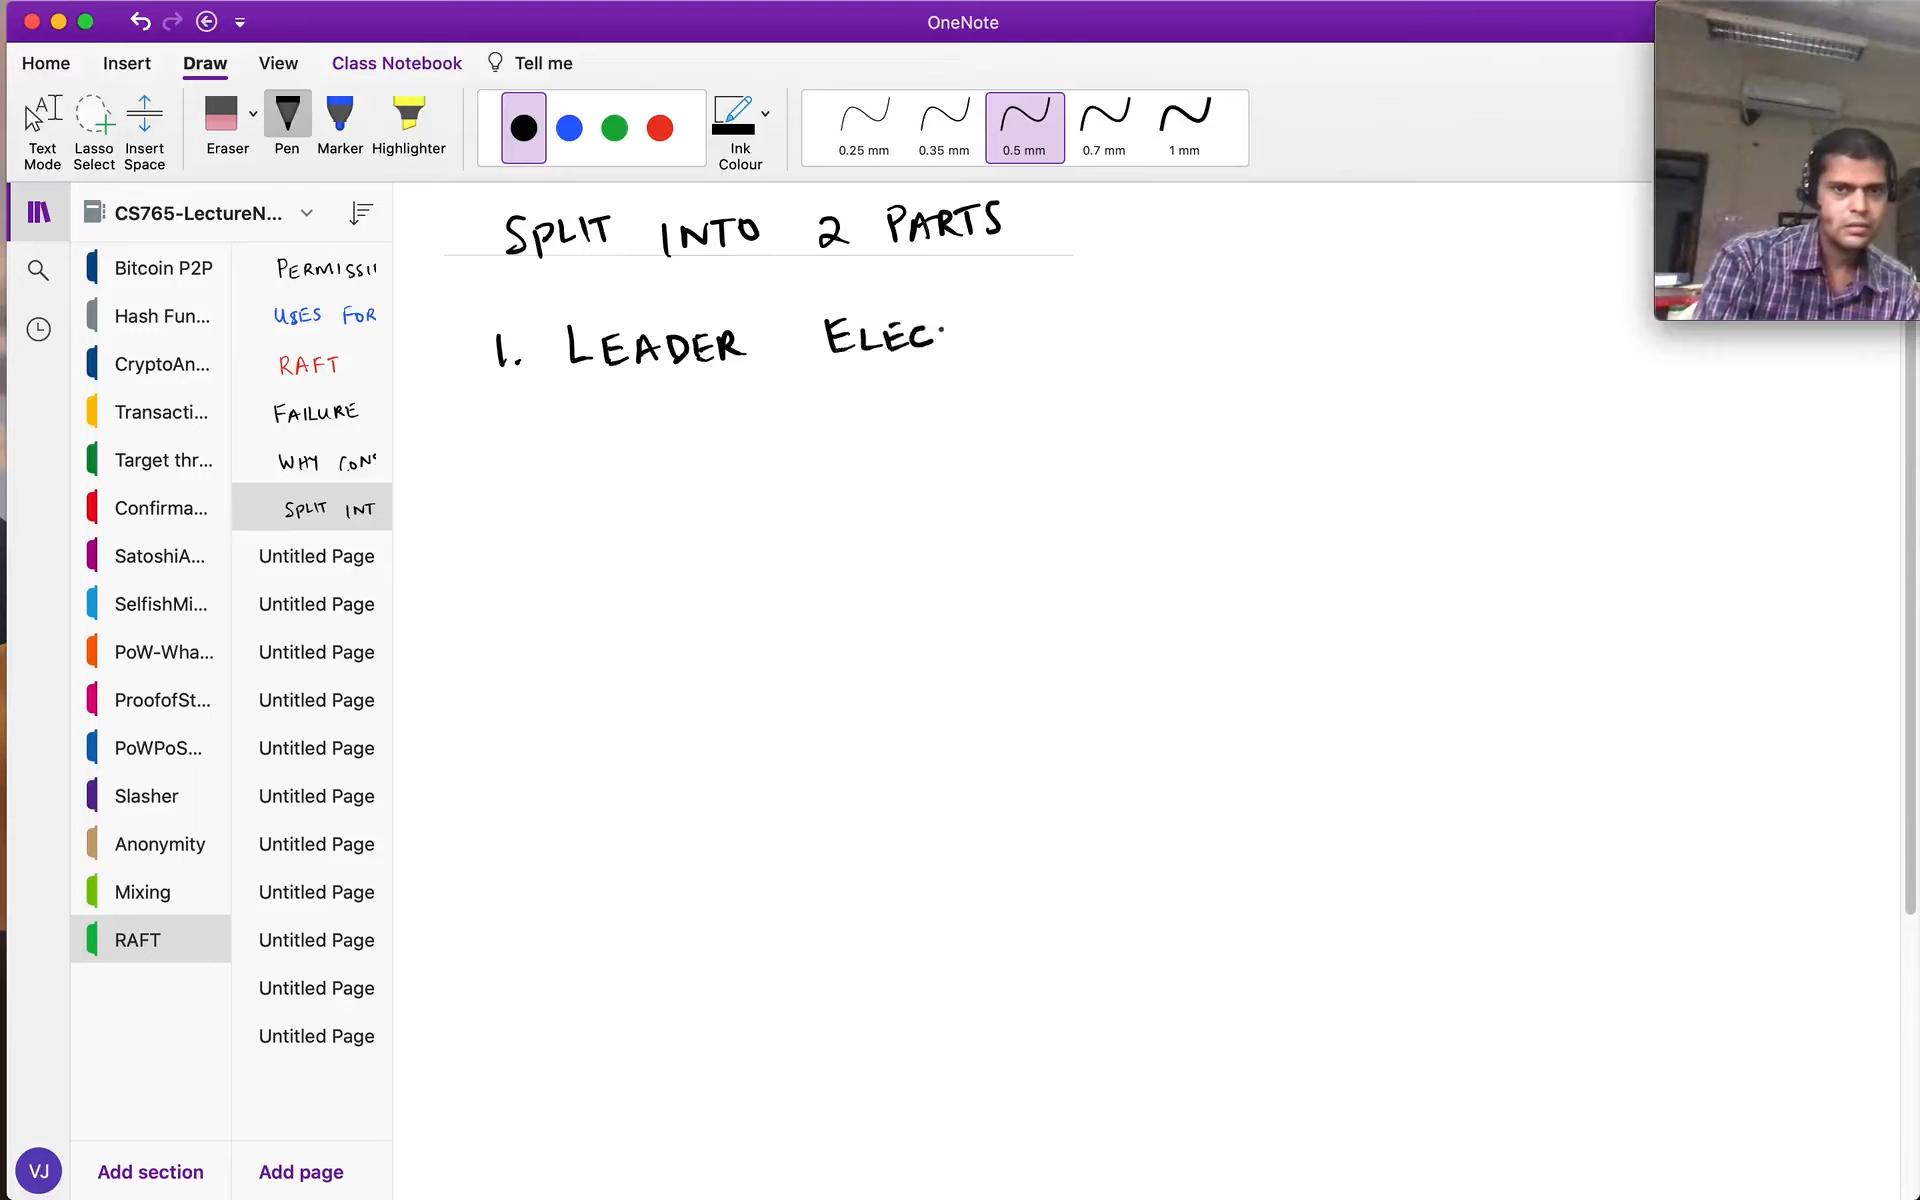 OneNote
Home Insert Draw View Class Notebook Tell me
Text Mode Lasso Select Insert Space Eraser Pen Marker Highlighter Ink Colour 0.25 mm 0.35 mm 0.5 mm 0.7 mm 1 mm
CS765-LectureN...
Bitcoin P2P
Hash Fun...
CryptoAn...
Transacti...
Target thr...
Confirma...
SatoshiA...
SelfishMi...
PoW-Wha...
ProofofSt...
PoWPoS...
Slasher
Anonymity
Mixing
RAFT
Add section
PERMISSI
USES FOR
RAFT
FAILURE
WHY CONS
SPLIT INT
Untitled Page
Untitled Page
Untitled Page
Untitled Page
Untitled Page
Untitled Page
Untitled Page
Untitled Page
Untitled Page
Untitled Page
Untitled Page
Add page
VJ
SPLIT INTO 2 PARTS
1. LEADER ELEC